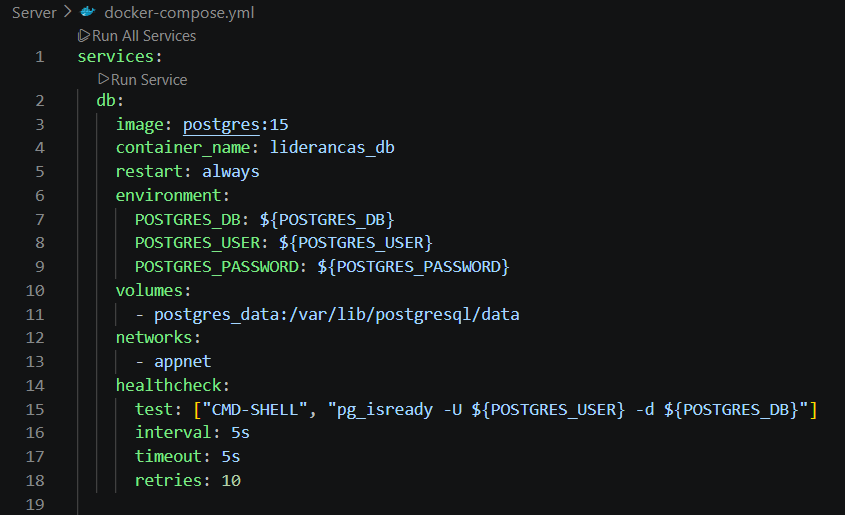 Server > docker-compose.yml
Run All Services
1 services:
Run Service
2 db:
3 image: postgres:15
4 container_name: liderancas_db
5 restart: always
6 environment:
7 POSTGRES_DB: ${POSTGRES_DB}
8 POSTGRES_USER: ${POSTGRES_USER}
9 POSTGRES_PASSWORD: ${POSTGRES_PASSWORD}
10 volumes:
11 - postgres_data:/var/lib/postgresql/data
12 networks:
13 - appnet
14 healthcheck:
15 test: ["CMD-SHELL", "pg_isready -U ${POSTGRES_USER} -d ${POSTGRES_DB}"]
16 interval: 5s
17 timeout: 5s
18 retries: 10
19